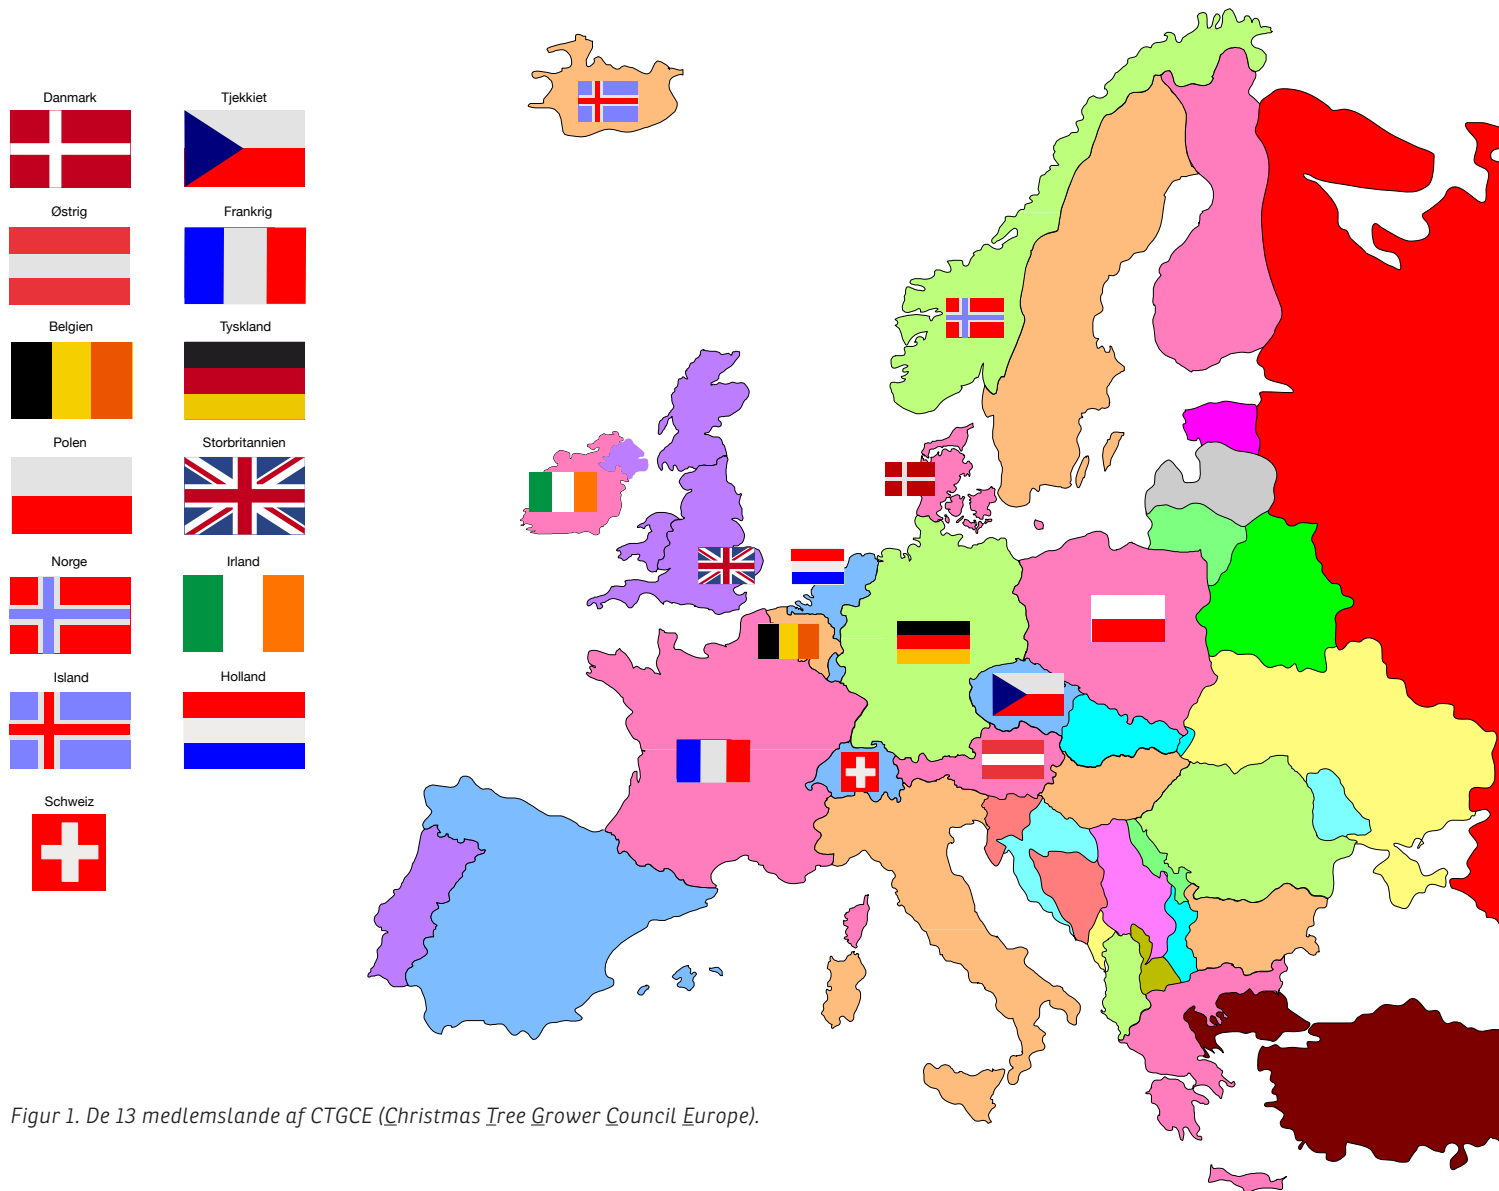 Danmark
Tjekkiet
Østrig
Frankrig
Belgien
Tyskland
Polen
Storbritannien
Norge
Irland
Island
Holland
Schweiz
Figur 1. De 13 medlemslande af CTGCE (Christmas Tree Grower Council Europe).